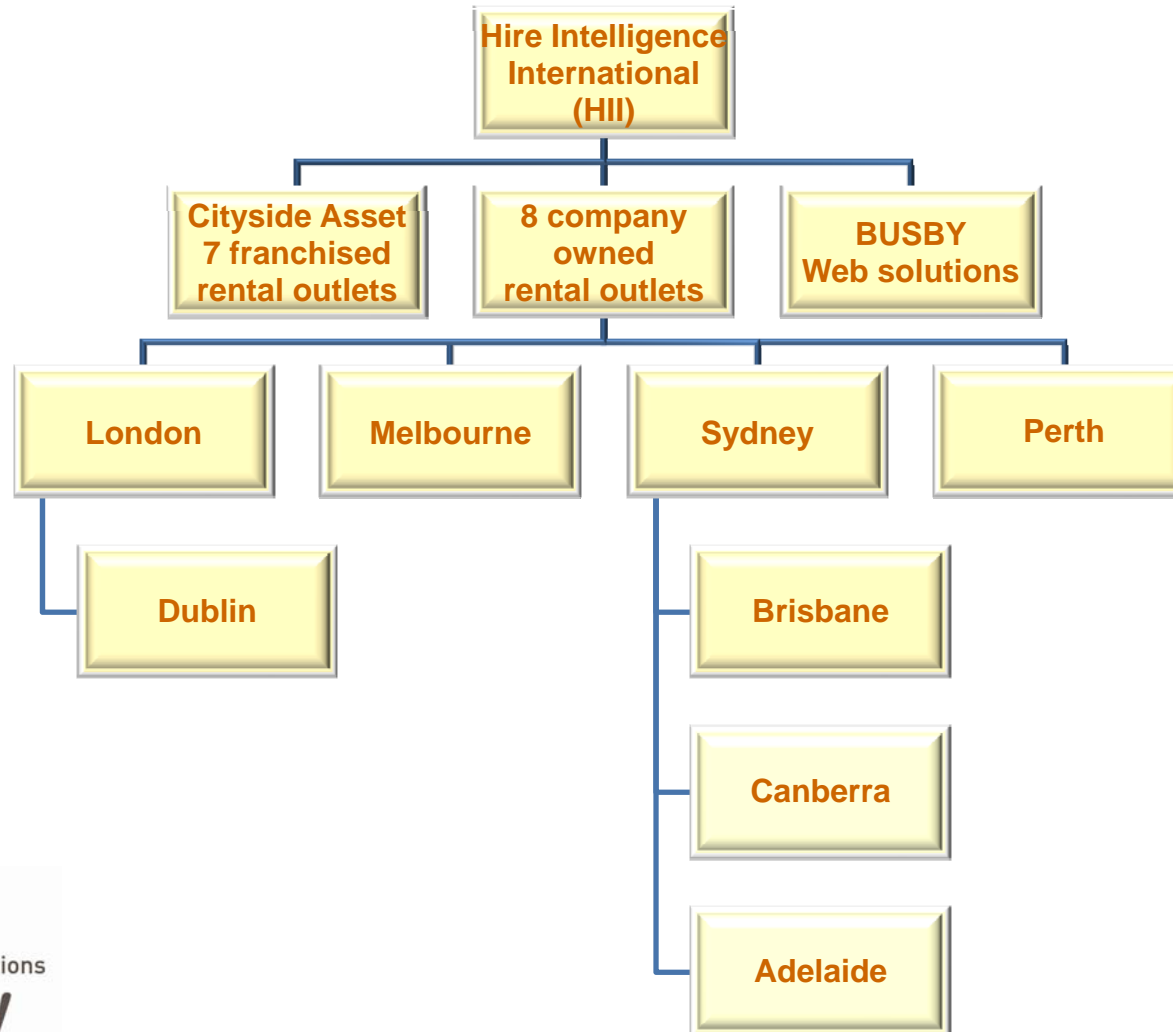 Hire Intelligence
International
(HII)
Cityside Asset
7 franchised
rental outlets
8 company
owned
rental outlets
BUSBY
Web solutions
London
Melbourne
Sydney
Perth
Dublin
Brisbane
Canberra
Adelaide
ions